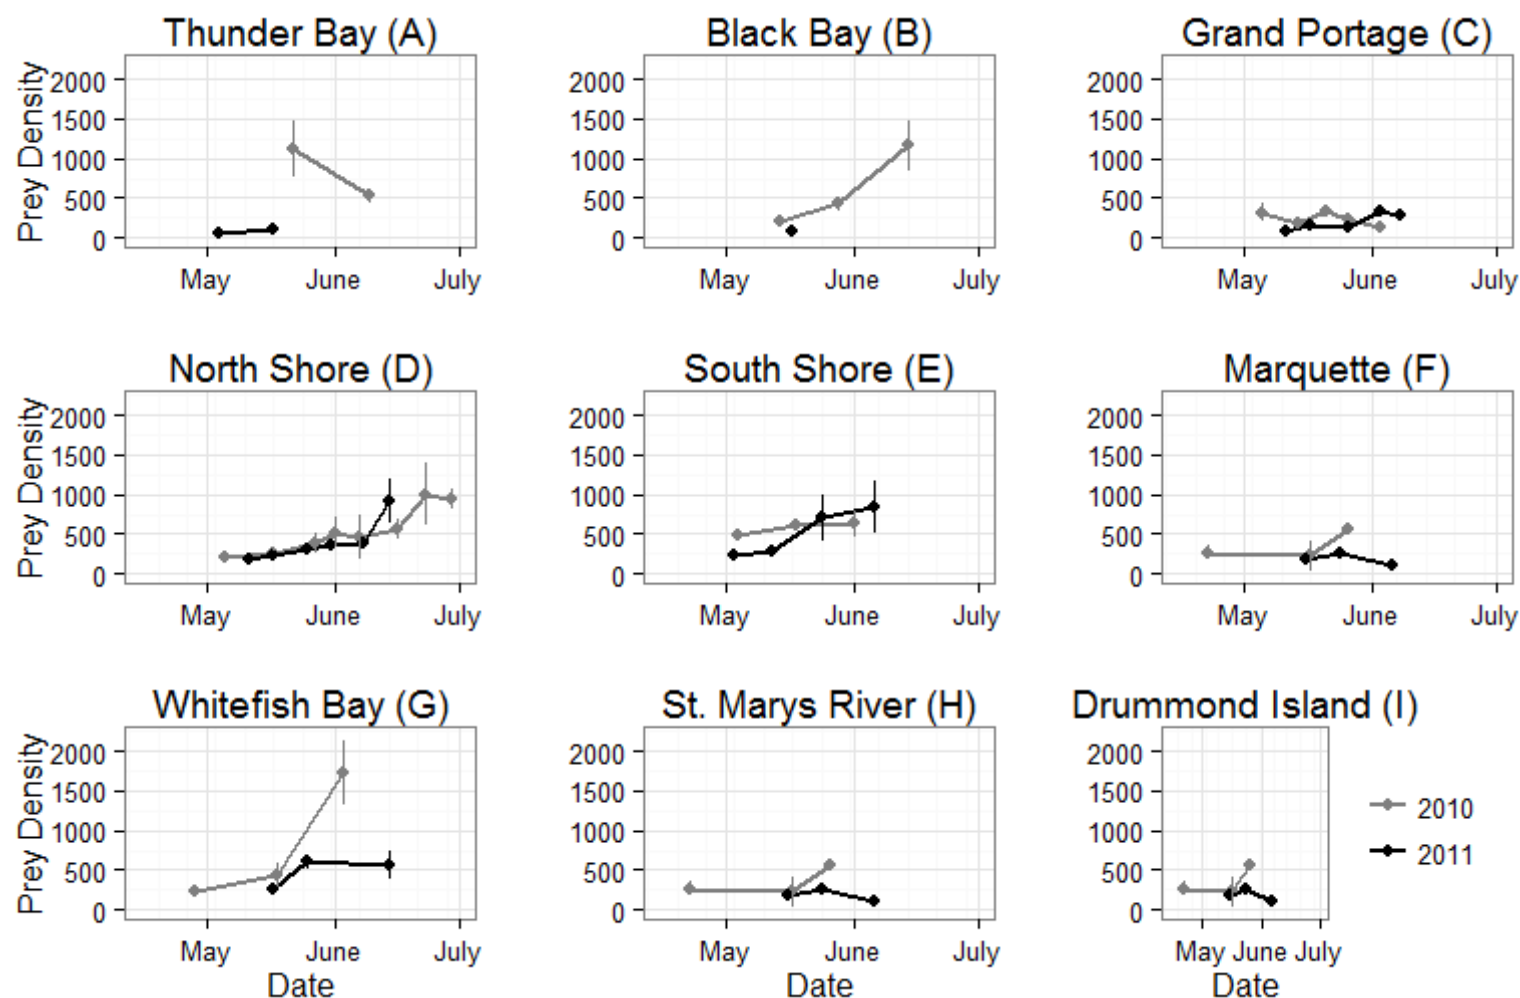 Thunder Bay (A)
Black Bay (B)
Grand Portage (C)
Prey Density
2000
1500
1000
500
0
2000
1500
1000
500
0
2000
1500
1000
500
0
May June July
May June July
May June July
North Shore (D)
South Shore (E)
Marquette (F)
Prey Density
2000
1500
1000
500
0
2000
1500
1000
500
0
2000
1500
1000
500
0
May June July
May June July
May June July
Whitefish Bay (G)
St. Marys River (H)
Drummond Island (I)
Prey Density
2000
1500
1000
500
0
2000
1500
1000
500
0
2000
1500
1000
500
0
2010
2011
May June July
May June July
May June July
Date
Date
Date